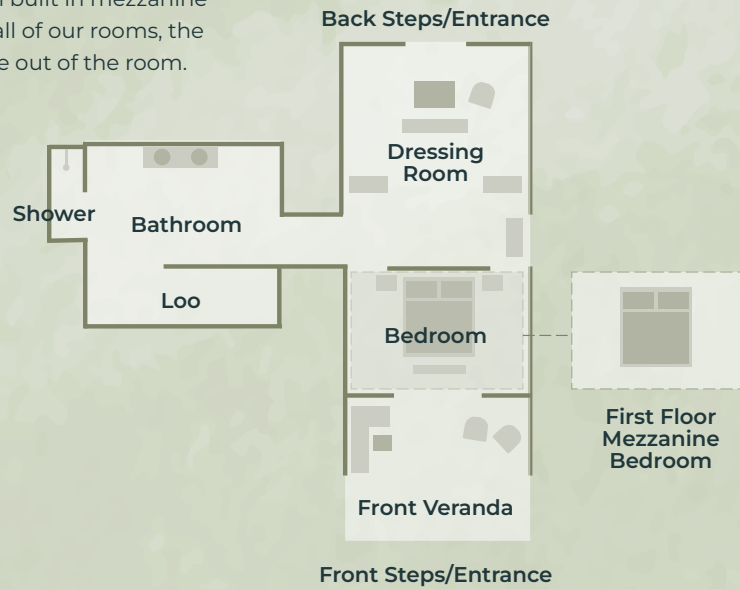 built in mezzanine
all of our rooms, the
out of the room.
Back Steps/Entrance
Dressing
Room
Shower
Bathroom
Loo
Bedroom
First Floor
Mezzanine
Bedroom
Front Veranda
Front Steps/Entrance